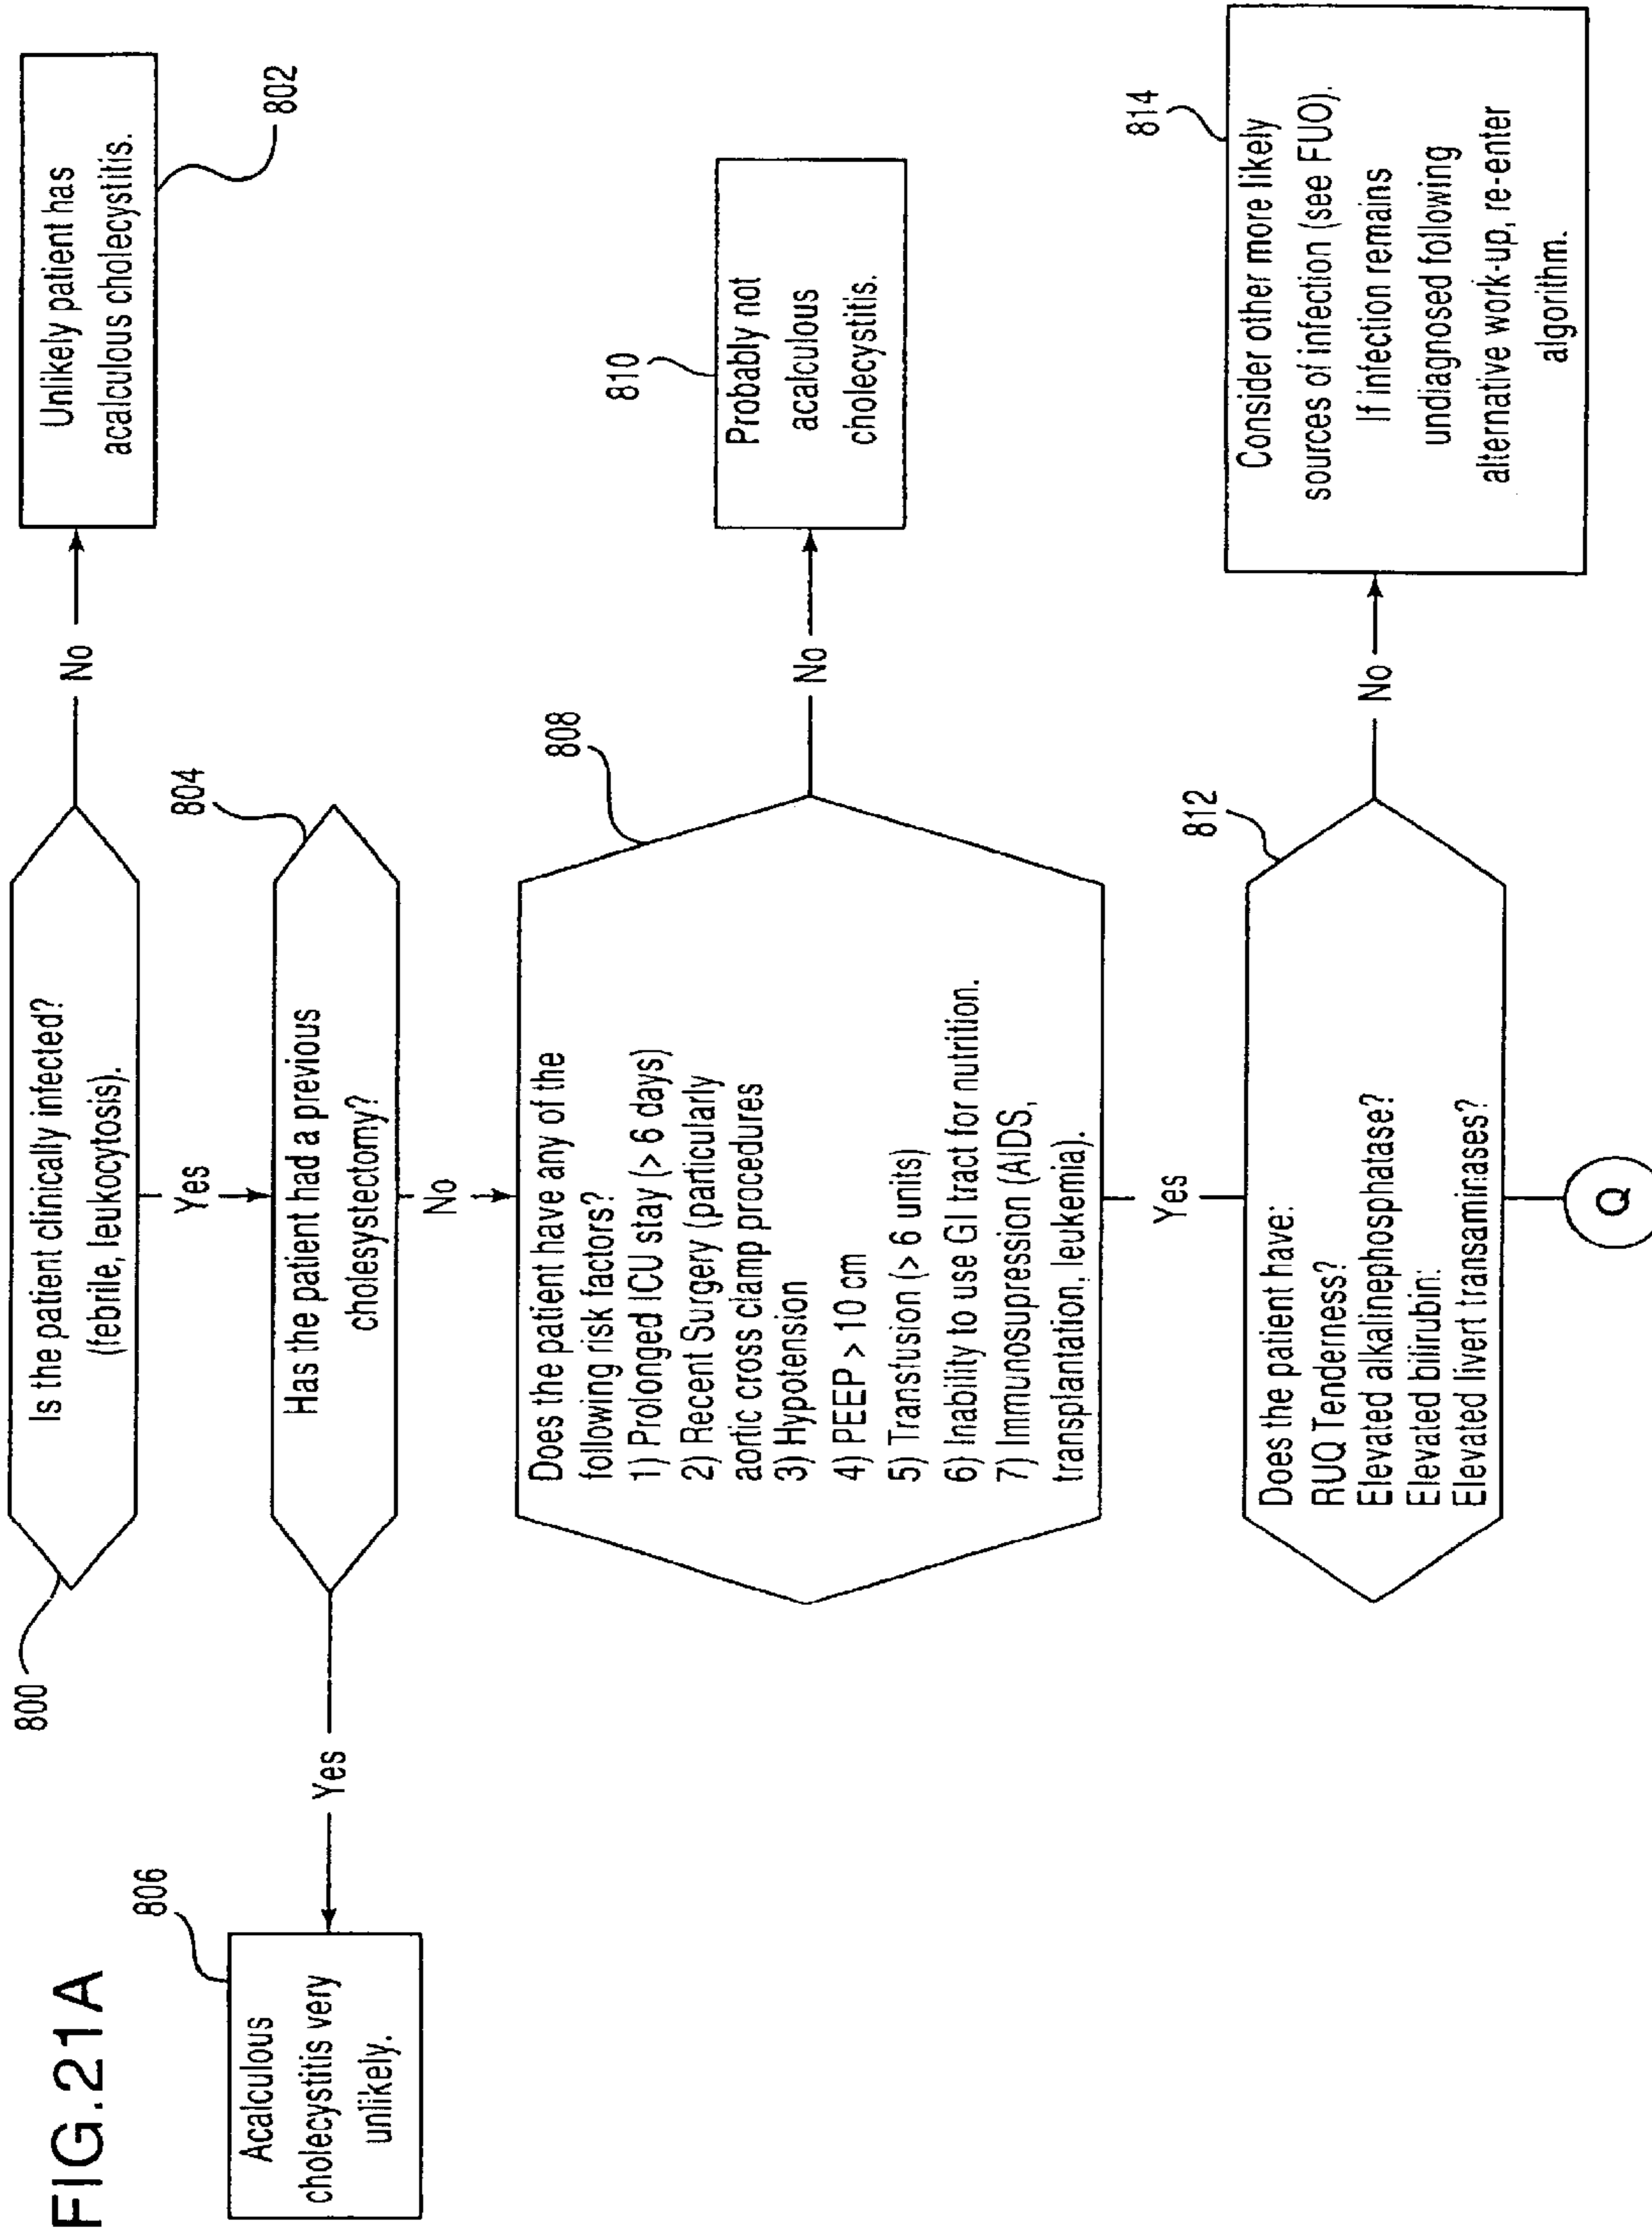 FIG.21A
800
Is the patient clinically infected?
(febrile, leukocytosis).
No
Unlikely patient has
acalculous cholecystitis.
802
Yes
804
Has the patient had a previous
cholesystectomy?
Yes
806
Acalculous
cholecystitis very
unlikely.
No
808
Does the patient have any of the
following risk factors?
1) Prolonged ICU stay (> 6 days)
2) Recent Surgery (particularly
aortic cross clamp procedures
3) Hypotension
4) PEEP > 10 cm
5) Transfusion (> 6 units)
6) Inability to use GI tract for nutrition.
7) Immunosupression (AIDS,
transplantation, leukemia).
No
810
Probably not
acalculous
cholecystitis.
Yes
812
Does the patient have:
RUQ Tenderness?
Elevated alkalinephosphatase?
Elevated bilirubin:
Elevated livert transaminases?
No
814
Consider other more likely
sources of infection (see FUO).
If infection remains
undiagnosed following
alternative work-up, re-enter
algorithm.
Q